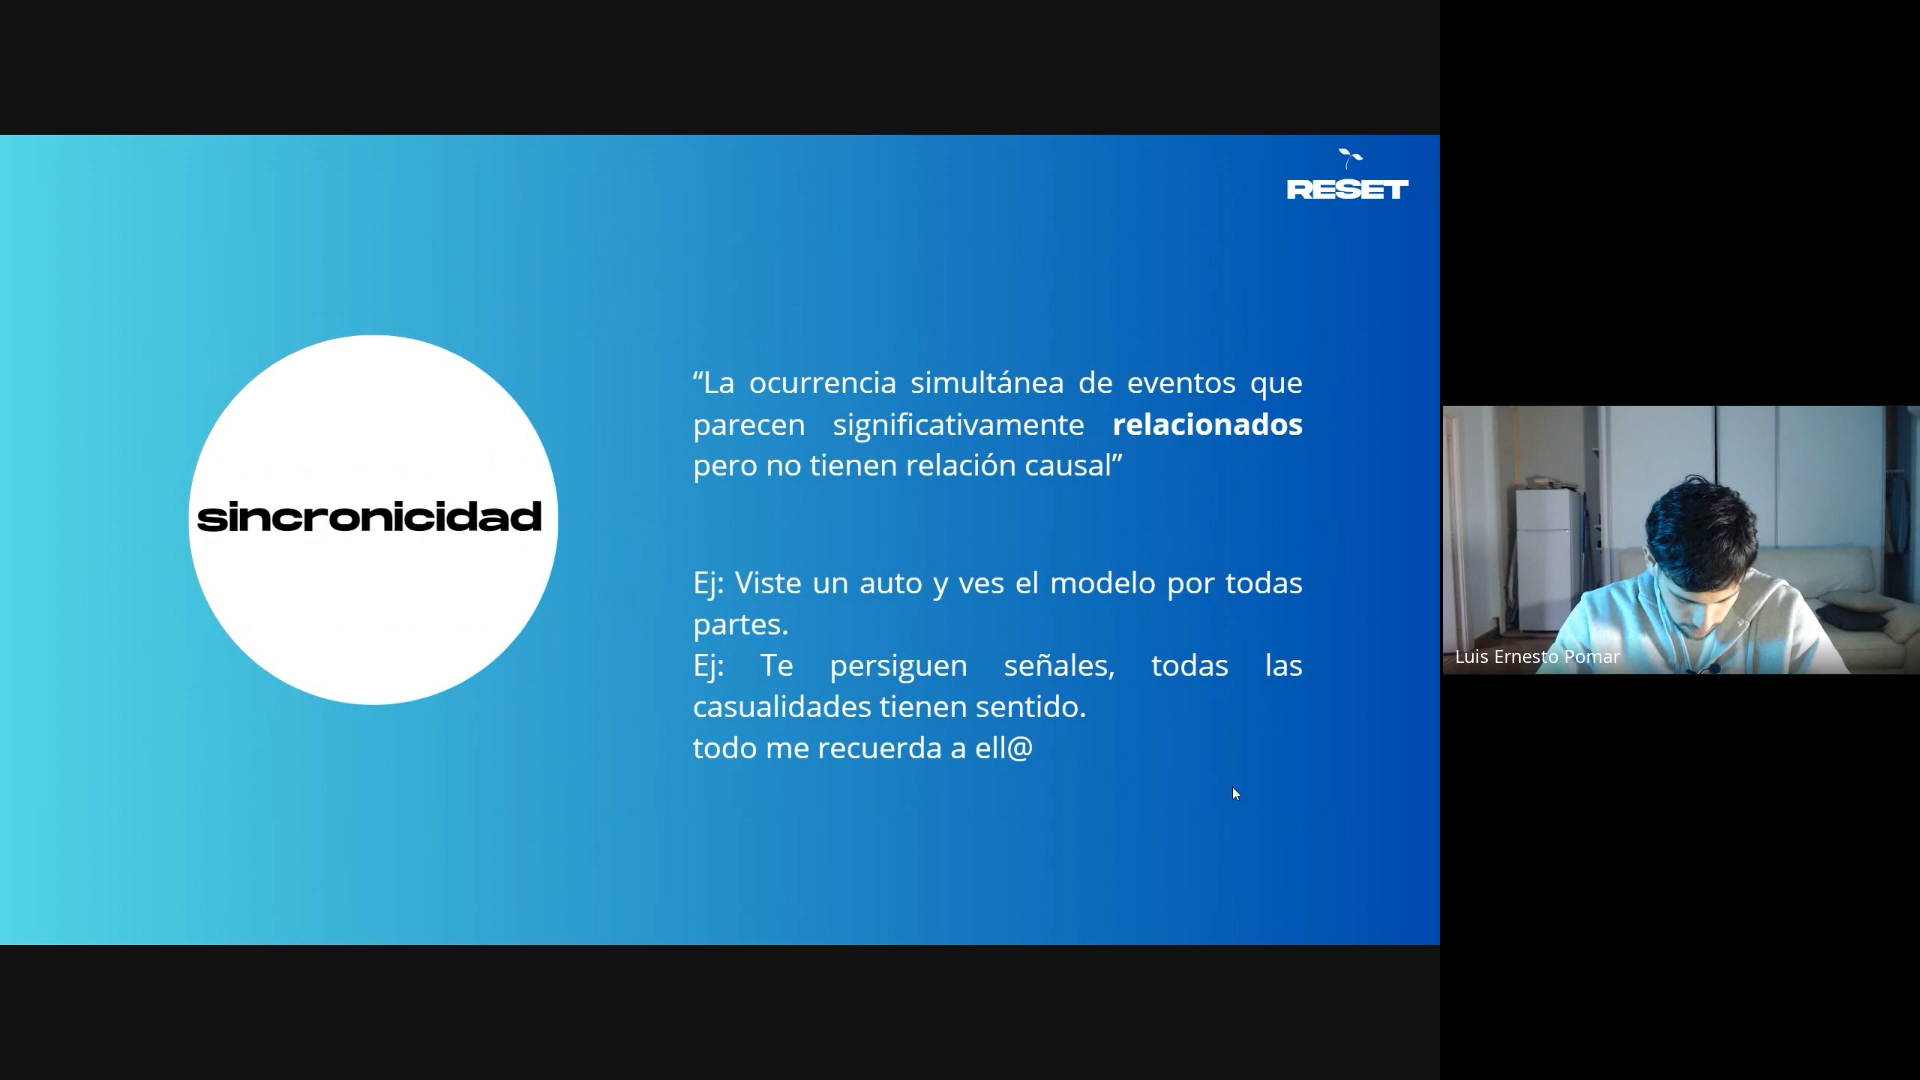 RESET
sincronicidad
“La ocurrencia simultánea de eventos que
parecen significativamente relacionados
pero no tienen relación causal”
Ej: Viste un auto y ves el modelo por todas
partes.
Ej: Te persiguen señales, todas las
casualidades tienen sentido.
todo me recuerda a ell@
Luis Ernesto Pomar